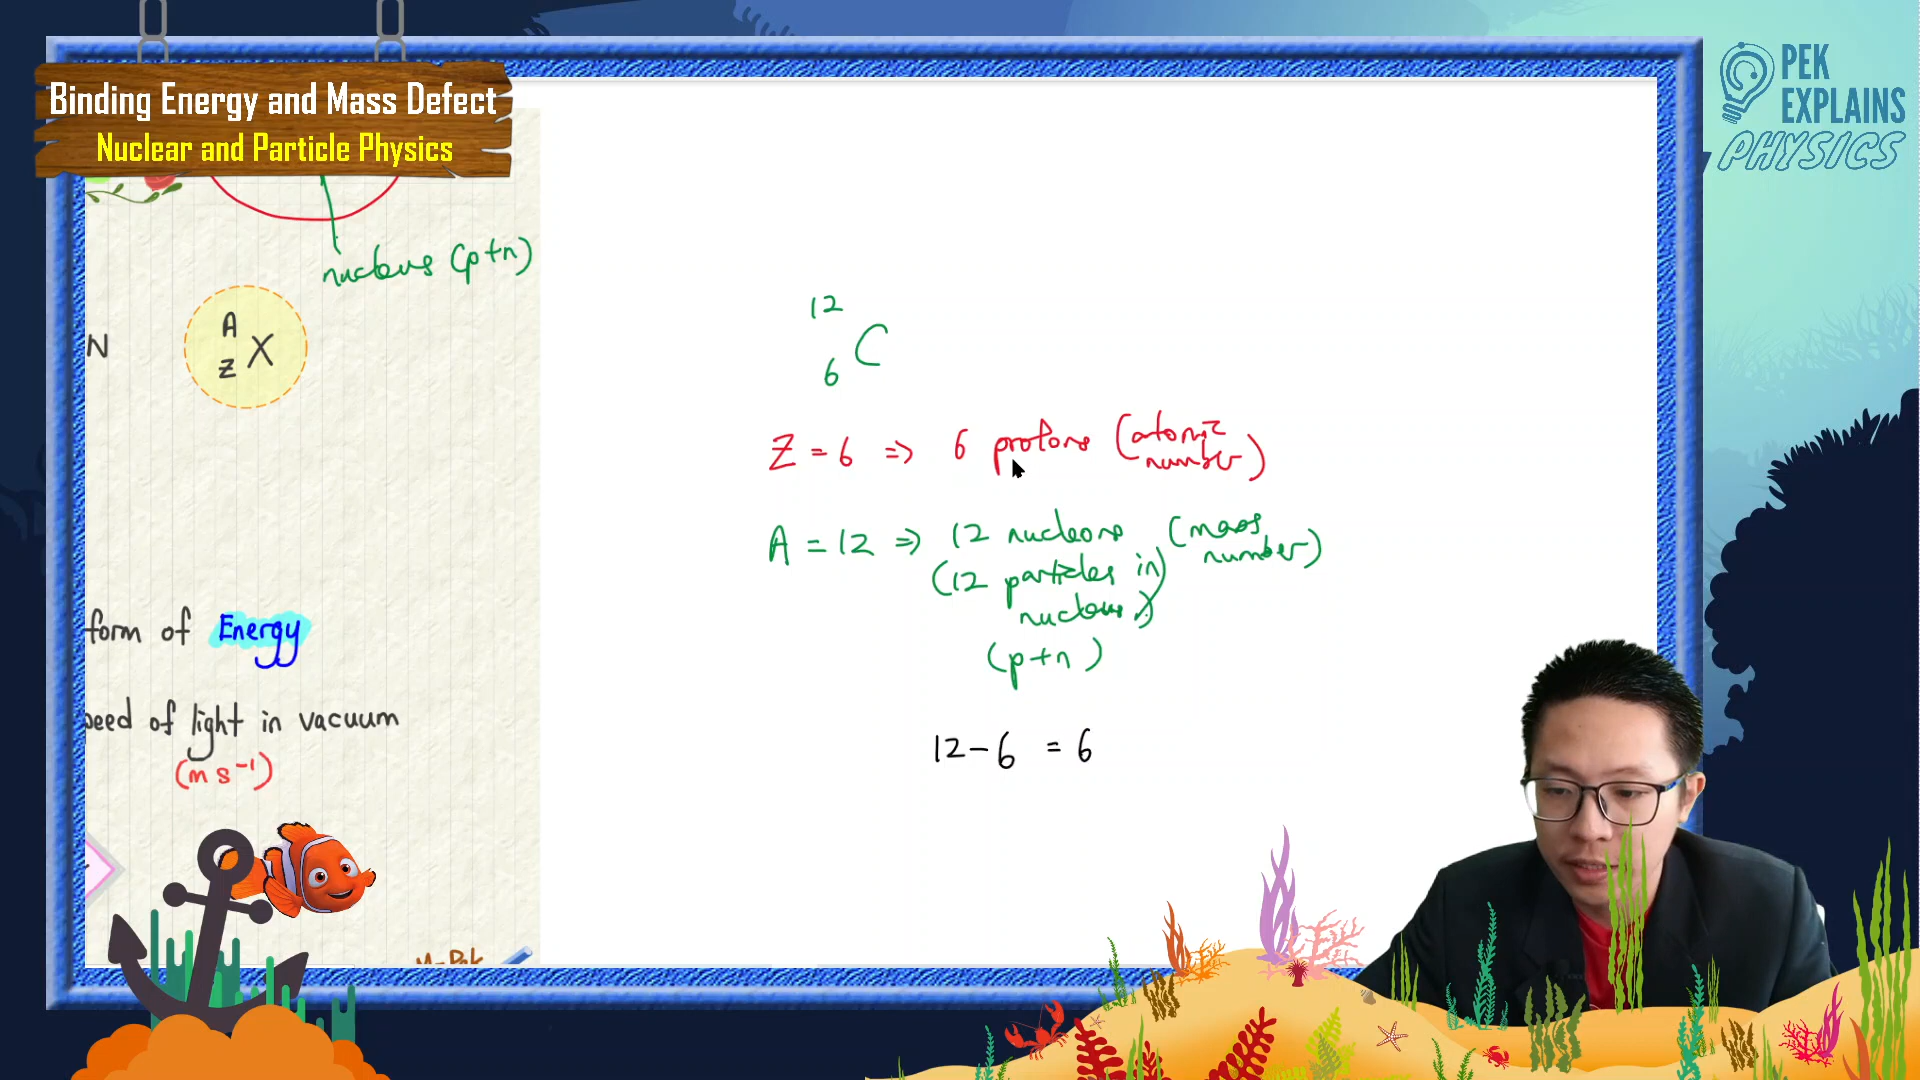 Binding Energy and Mass Defect
Nuclear and Particle Physics
PEK
EXPLAINS
PHYSICS
nucleus (p+n)
N
A
Z X
form of Energy
peed of light in vacuum
(m s⁻¹)
12
6 C
Z = 6 => 6 protons (atomic number)
A = 12 => 12 nucleons (mass number)
(12 particles in
nucleus)
(p+n)
12-6 = 6